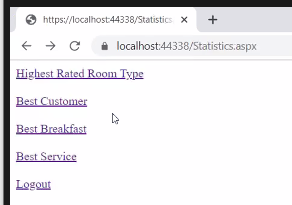 https://localhost:44338/Statistics.a
localhost:44338/Statistics.aspx
Highest Rated Room Type
Best Customer
Best Breakfast
Best Service
Logout